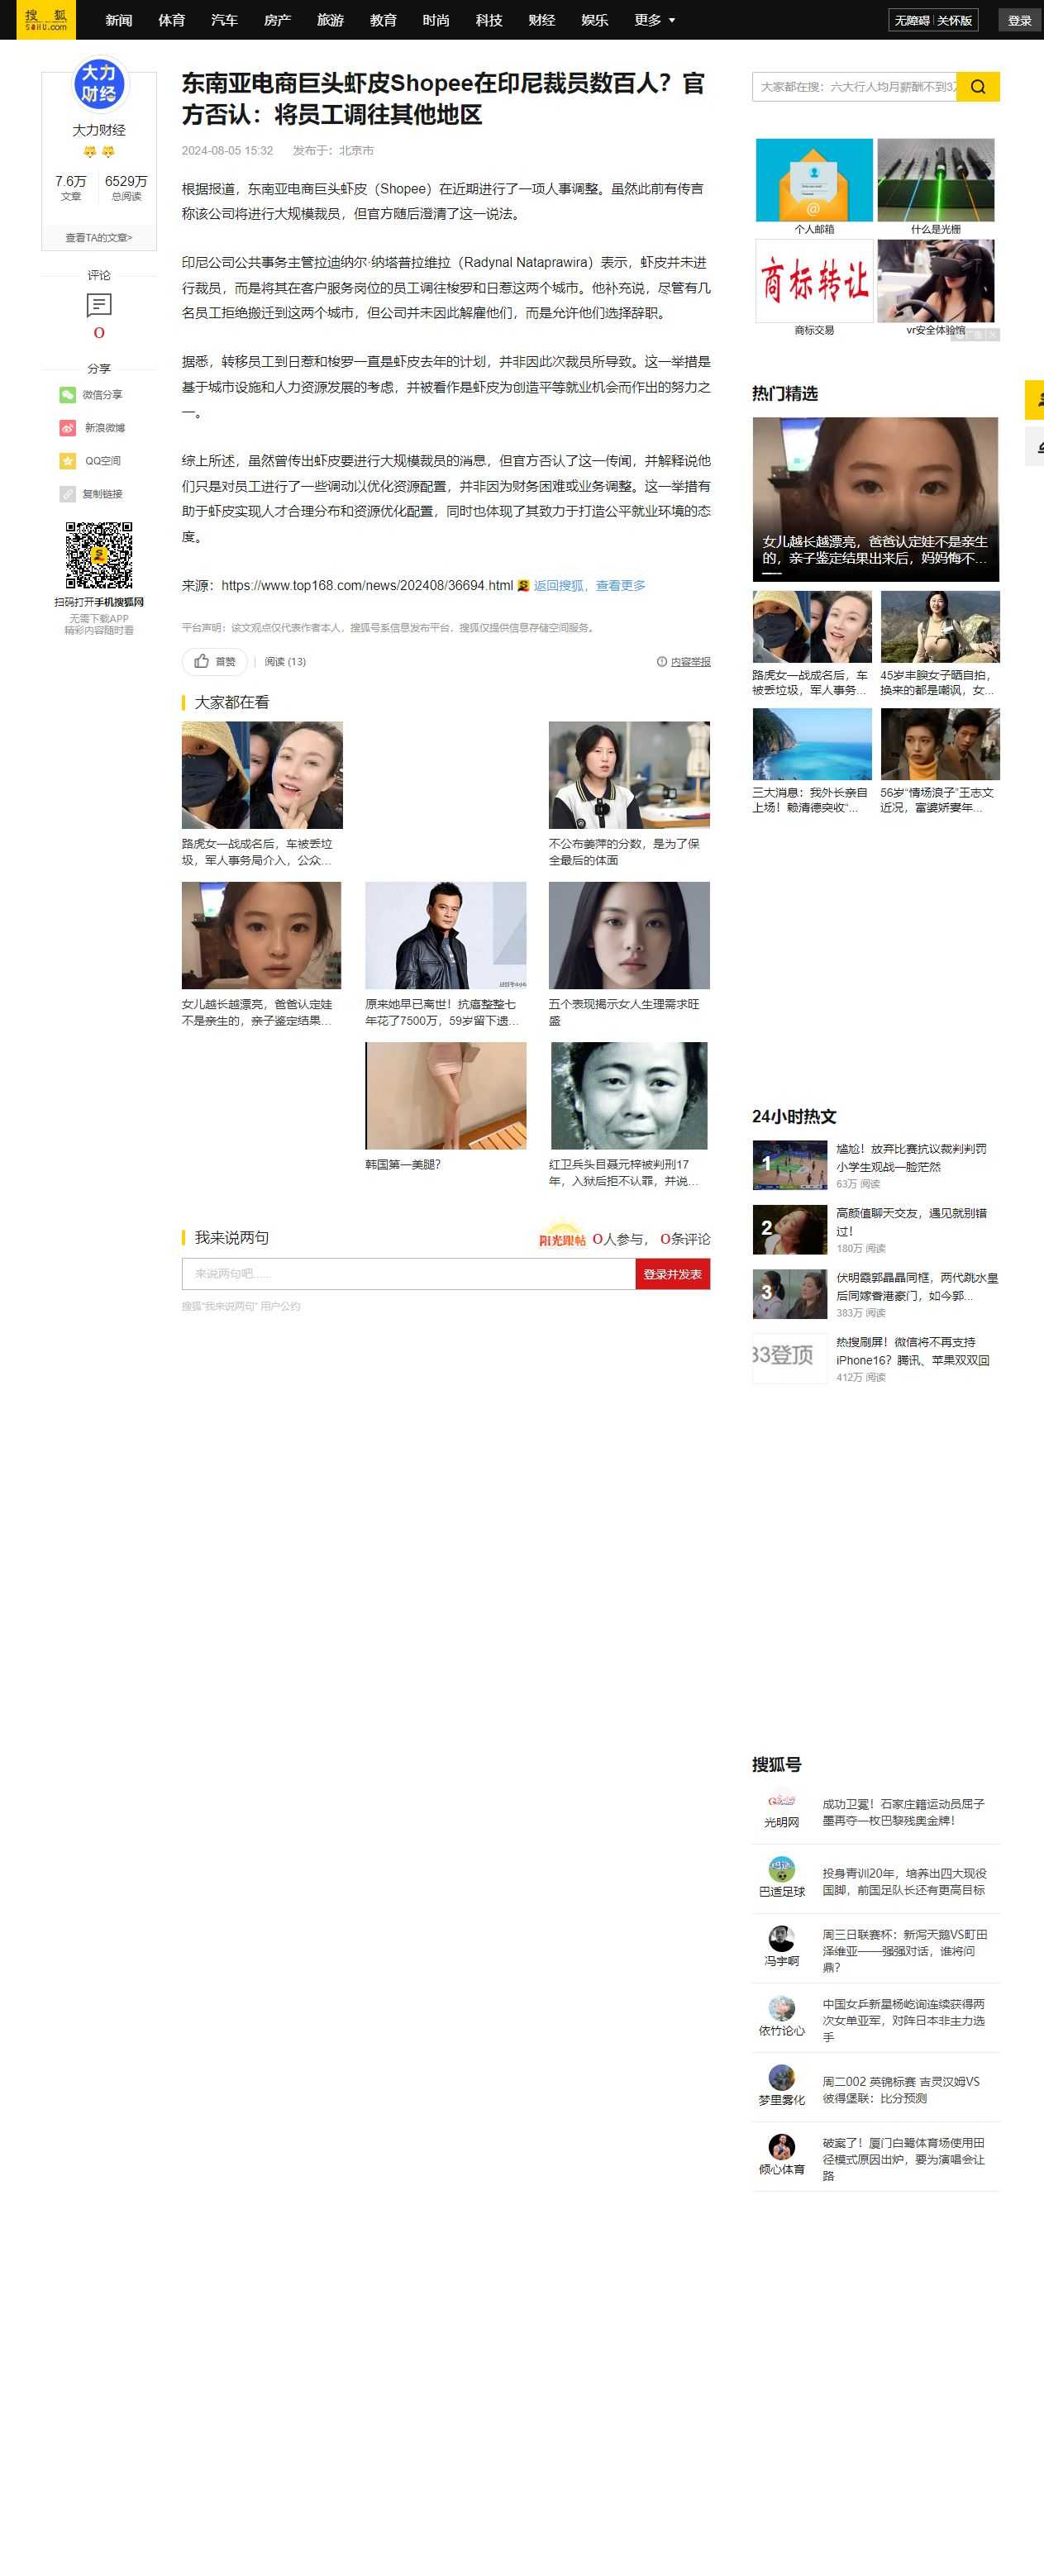 搜 狐
SOHU.com
新闻 体育 汽车 房产 旅游 教育 时尚 科技 财经 娱乐 更多
无障碍 | 关怀版
登录
大力
财经
大力财经
7.6万 6529万
文章 总阅读
查看TA的文章>
评论
0
分享
微信分享
新浪微博
QQ空间
复制链接
扫码打开手机搜狐网
无需下载APP
精彩内容随时看
东南亚电商巨头虾皮Shopee在印尼裁员数百人？官
方否认：将员工调往其他地区
2024-08-05 15:32 发布于：北京市
根据报道，东南亚电商巨头虾皮（Shopee）在近期进行了一项人事调整。虽然此前有传言
称该公司将进行大规模裁员，但官方随后澄清了这一说法。
印尼公司公共事务主管拉迪纳尔·纳塔普拉维拉（Radynal Nataprawira）表示，虾皮并未进
行裁员，而是将其在客户服务岗位的员工调往梭罗和日惹这两个城市。他补充说，尽管有几
名员工拒绝搬迁到这两个城市，但公司并未因此解雇他们，而是允许他们选择辞职。
据悉，转移员工到日惹和梭罗一直是虾皮去年的计划，并非因此次裁员所导致。这一举措是
基于城市设施和人力资源发展的考虑，并被看作是虾皮为创造平等就业机会而作出的努力之
一。
综上所述，虽然曾传出虾皮要进行大规模裁员的消息，但官方否认了这一传闻，并解释说他
们只是对员工进行了一些调动以优化资源配置，并非因为财务困难或业务调整。这一举措有
助于虾皮实现人才合理分布和资源优化配置，同时也体现了其致力于打造公平就业环境的态
度。
来源：https://www.top168.com/news/202408/36694.html 返回搜狐，查看更多
平台声明：该文观点仅代表作者本人，搜狐号系信息发布平台，搜狐仅提供信息存储空间服务。
首赞 | 阅读 (13)
内容举报
大家都在看
路虎女一战成名后，车被丢垃
圾，军人事务局介入，公众...
不公布姜萍的分数，是为了保
全最后的体面
女儿越长越漂亮，爸爸认定娃
不是亲生的，亲子鉴定结果...
原来她早已离世！抗癌整整七
年花了7500万，59岁留下遗...
五个表现揭示女人生理需求旺
盛
韩国第一美腿？
红卫兵头目聂元梓被判刑17
年，入狱后拒不认罪，并说...
我来说两句
阳光跟帖
0人参与， 0条评论
来说两句吧......
登录并发表
搜狐“我来说两句” 用户公约
大家都在搜：六大行人均月薪酬不到3万
@
个人邮箱
什么是光栅
商标转让
商标交易
vr安全体验馆
热门精选
女儿越长越漂亮，爸爸认定娃不是亲生
的，亲子鉴定结果出来后，妈妈悔不...
路虎女一战成名后，车
被丢垃圾，军人事务...
45岁丰腴女子晒自拍，
换来的都是嘲讽，女...
三大消息：我外长亲自
上场！赖清德突收“...
56岁“情场浪子”王志文
近况，富婆娇妻年...
24小时热文
1
尴尬！放弃比赛抗议裁判判罚
小学生观战一脸茫然
63万 阅读
2
高颜值聊天交友，遇见就别错
过！
180万 阅读
3
伏明霞郭晶晶同框，两代跳水皇
后同嫁香港豪门，如今郭...
383万 阅读
33登顶
热搜刷屏！微信将不再支持
iPhone16？腾讯、苹果双双回
412万 阅读
搜狐号
光明网
成功卫冕！石家庄籍运动员屈子
墨再夺一枚巴黎残奥金牌！
巴适足球
投身青训20年，培养出四大现役
国脚，前国足队长还有更高目标
冯宇啊
周三日联赛杯：新泻天鹅VS町田
泽维亚——强强对话，谁将问
鼎？
依竹论心
中国女乒新星杨屹询连续获得两
次女单亚军，对阵日本非主力选
手
梦里雾化
周二002 英锦标赛 吉灵汉姆VS
彼得堡联：比分预测
倾心体育
破案了！厦门白鹭体育场使用田
径模式原因出炉，要为演唱会让
路